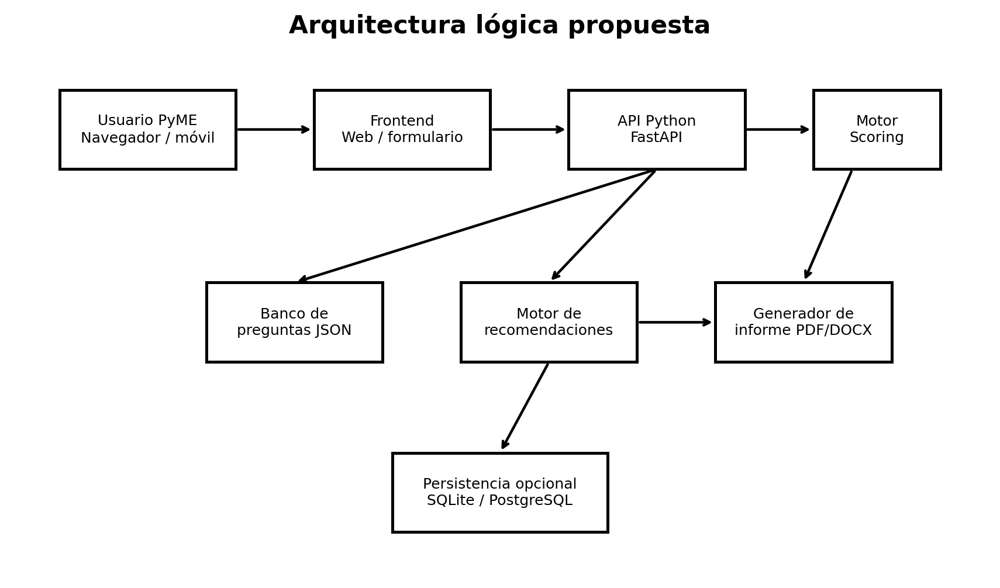 Arquitectura lógica propuesta
Usuario PyME
Navegador / móvil
Frontend
Web / formulario
API Python
FastAPI
Motor
Scoring
Banco de
preguntas JSON
Motor de
recomendaciones
Generador de
informe PDF/DOCX
Persistencia opcional
SQLite / PostgreSQL